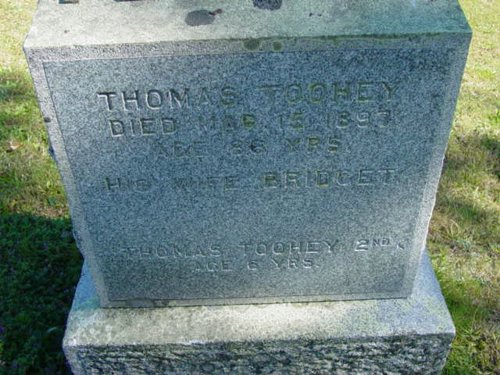 THOMAS TOOHEY
DIED MAR 15, 1897
AGE 86 YRS.
HIS WIFE BRIDGET
THOMAS TOOHEY 2ND.
AGE 6 YRS.